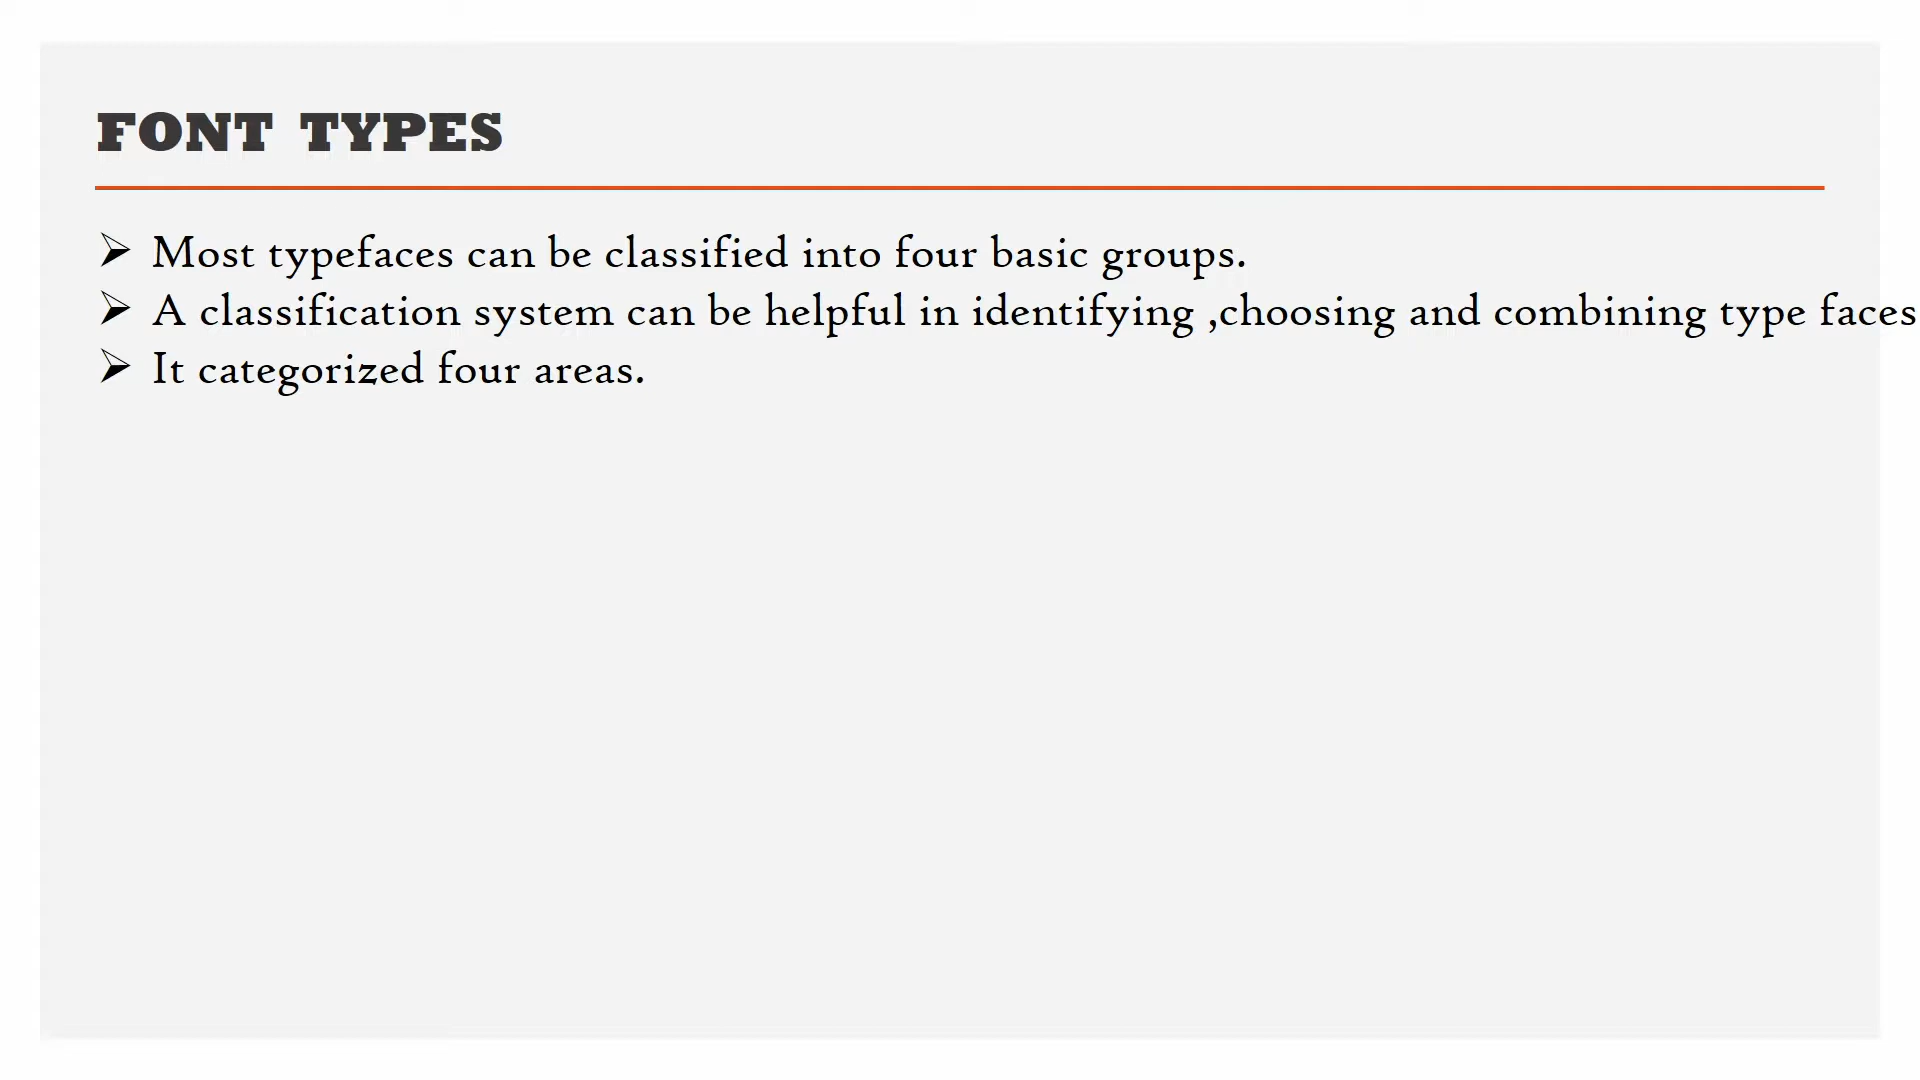 FONT TYPES
➢ Most typefaces can be classified into four basic groups.
➢ A classification system can be helpful in identifying ,choosing and combining type faces
➢ It categorized four areas.